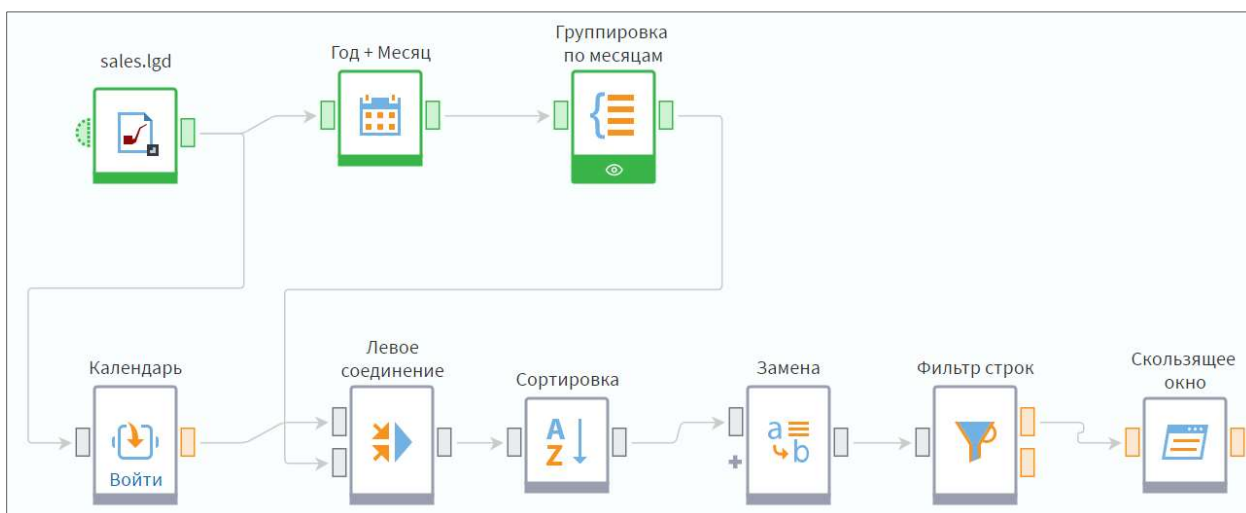 sales.lgd
Год + Месяц
Группировка
по месяцам
Календарь
Войти
Левое
соединение
Сортировка
A
Z
Замена
a
b
Фильтр строк
Скользящее
окно